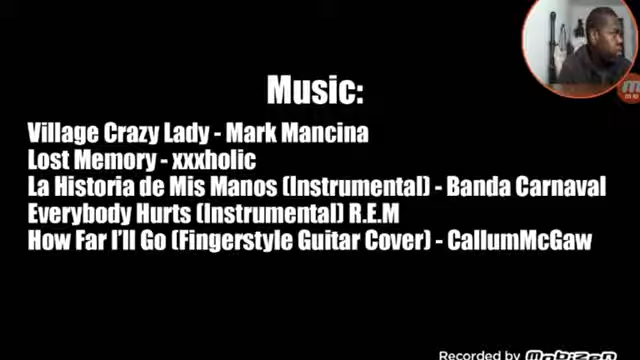 Music:
Village Crazy Lady - Mark Mancina
Lost Memory - xxxholic
La Historia de Mis Manos (Instrumental) - Banda Carnaval
Everybody Hurts (Instrumental) R.E.M
How Far I'll Go (Fingerstyle Guitar Cover) - CallumMcGaw
Recorded by MOBIZEN